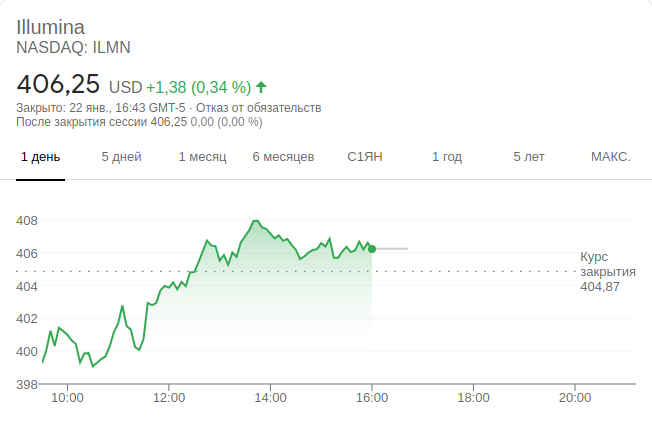 Illumina
NASDAQ: ILMN
406,25 USD +1,38 (0,34 %)
Закрыто: 22 янв., 16:43 GMT-5 · Отказ от обязательств
После закрытия сессии 406,25 0,00 (0,00 %)
1 день 5 дней 1 месяц 6 месяцев С1ЯН 1 год 5 лет МАКС.
408
406
404
402
400
398
Курс
закрытия
404,87
10:00 12:00 14:00 16:00 18:00 20:00